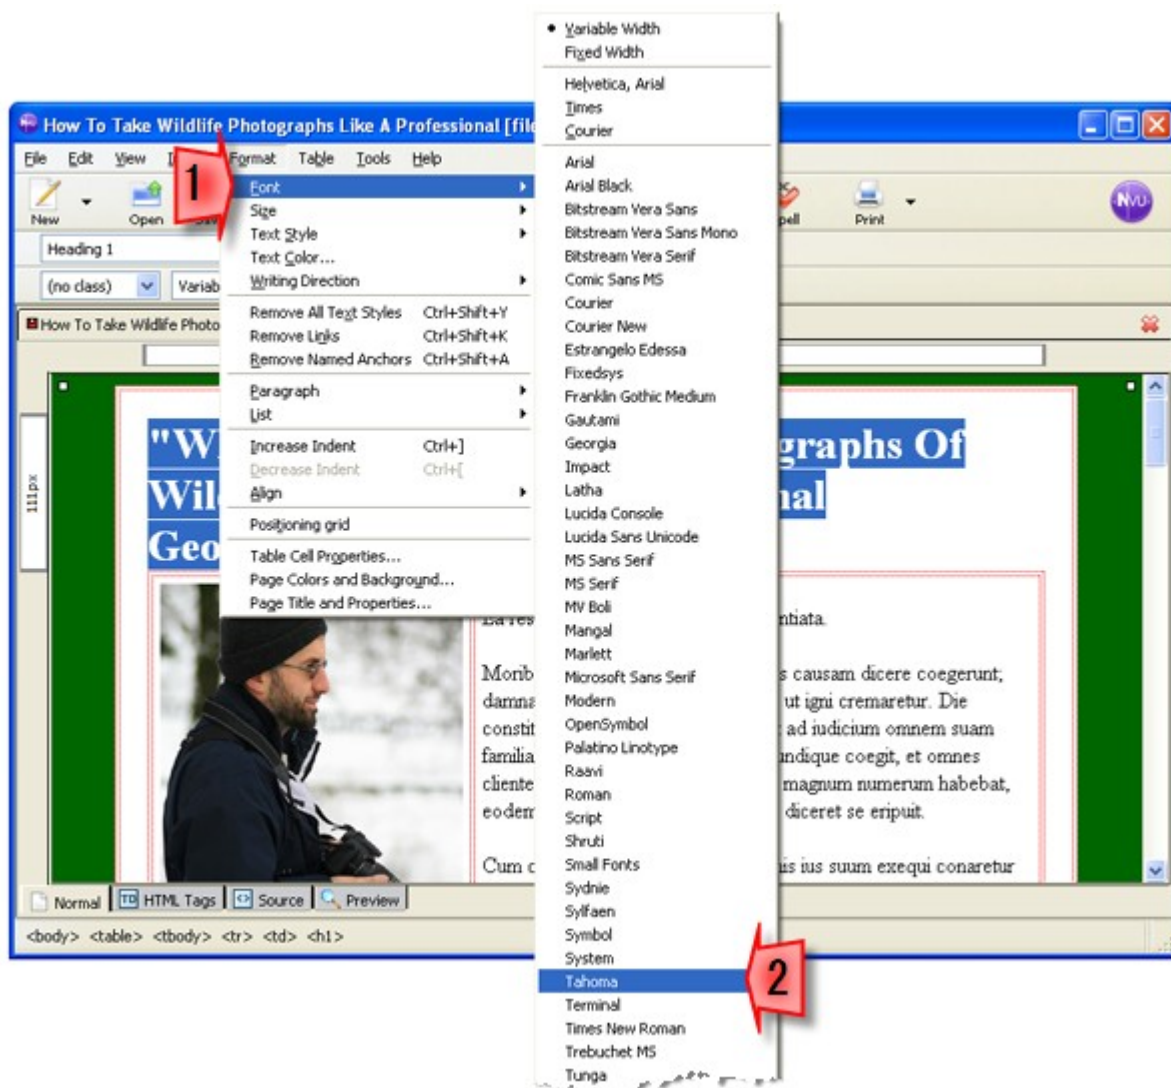 How To Take Wildlife Photographs Like A Professional [file
File Edit View Format Table Tools Help
New Open Print
NVU
Heading 1
(no class) Variab
How To Take Wildlife Photo
111px
1
Font
Size
Text Style
Text Color...
Writing Direction
Remove All Text Styles Ctrl+Shift+Y
Remove Links Ctrl+Shift+K
Remove Named Anchors Ctrl+Shift+A
Paragraph
List
Increase Indent Ctrl+]
Decrease Indent Ctrl+[
Align
Positioning grid
Table Cell Properties...
Page Colors and Background...
Page Title and Properties...
Variable Width
Fixed Width
Helvetica, Arial
Times
Courier
Arial
Arial Black
Bitstream Vera Sans
Bitstream Vera Sans Mono
Bitstream Vera Serif
Comic Sans MS
Courier
Courier New
Estrangelo Edessa
Fixedsys
Franklin Gothic Medium
Gautami
Georgia
Impact
Latha
Lucida Console
Lucida Sans Unicode
MS Sans Serif
MS Serif
MV Boli
Mangal
Marlett
Microsoft Sans Serif
Modern
OpenSymbol
Palatino Linotype
Raavi
Roman
Script
Shruti
Small Fonts
Sydnie
Sylfaen
Symbol
System
Tahoma
Terminal
Times New Roman
Trebuchet MS
Tunga
2
"W graphs Of
Wil nal
Geo
ntiata.
Morib s causam dicere coegerunt;
damna ut igni cremaretur. Die
constit ad iudicium omnem suam
familia undique coegit, et omnes
cliente magnum numerum habebat,
eodem diceret se eripuit.
Cum is ius suum exequi conaretur
Normal HTML Tags Source Preview
<body> <table> <tbody> <tr> <td> <h1>